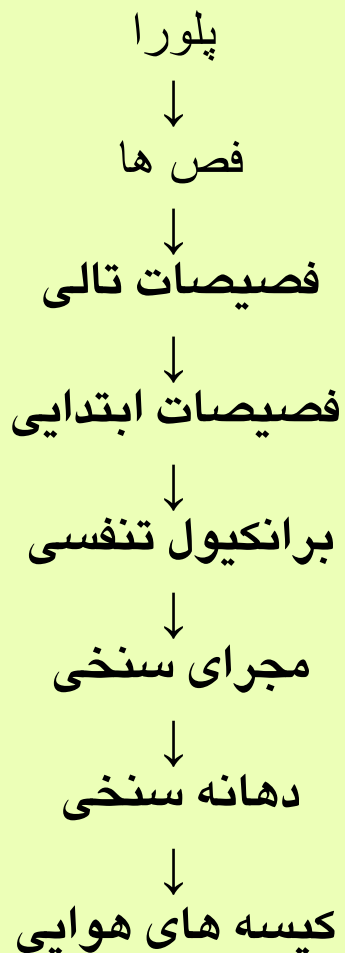 پلورا
↓
فص ها
↓
فصیصات تالی
↓
فصیصات ابتدایی
↓
برانکیول تنفسی
↓
مجرای سنخی
↓
دهانه سنخی
↓
کیسه های هوایی